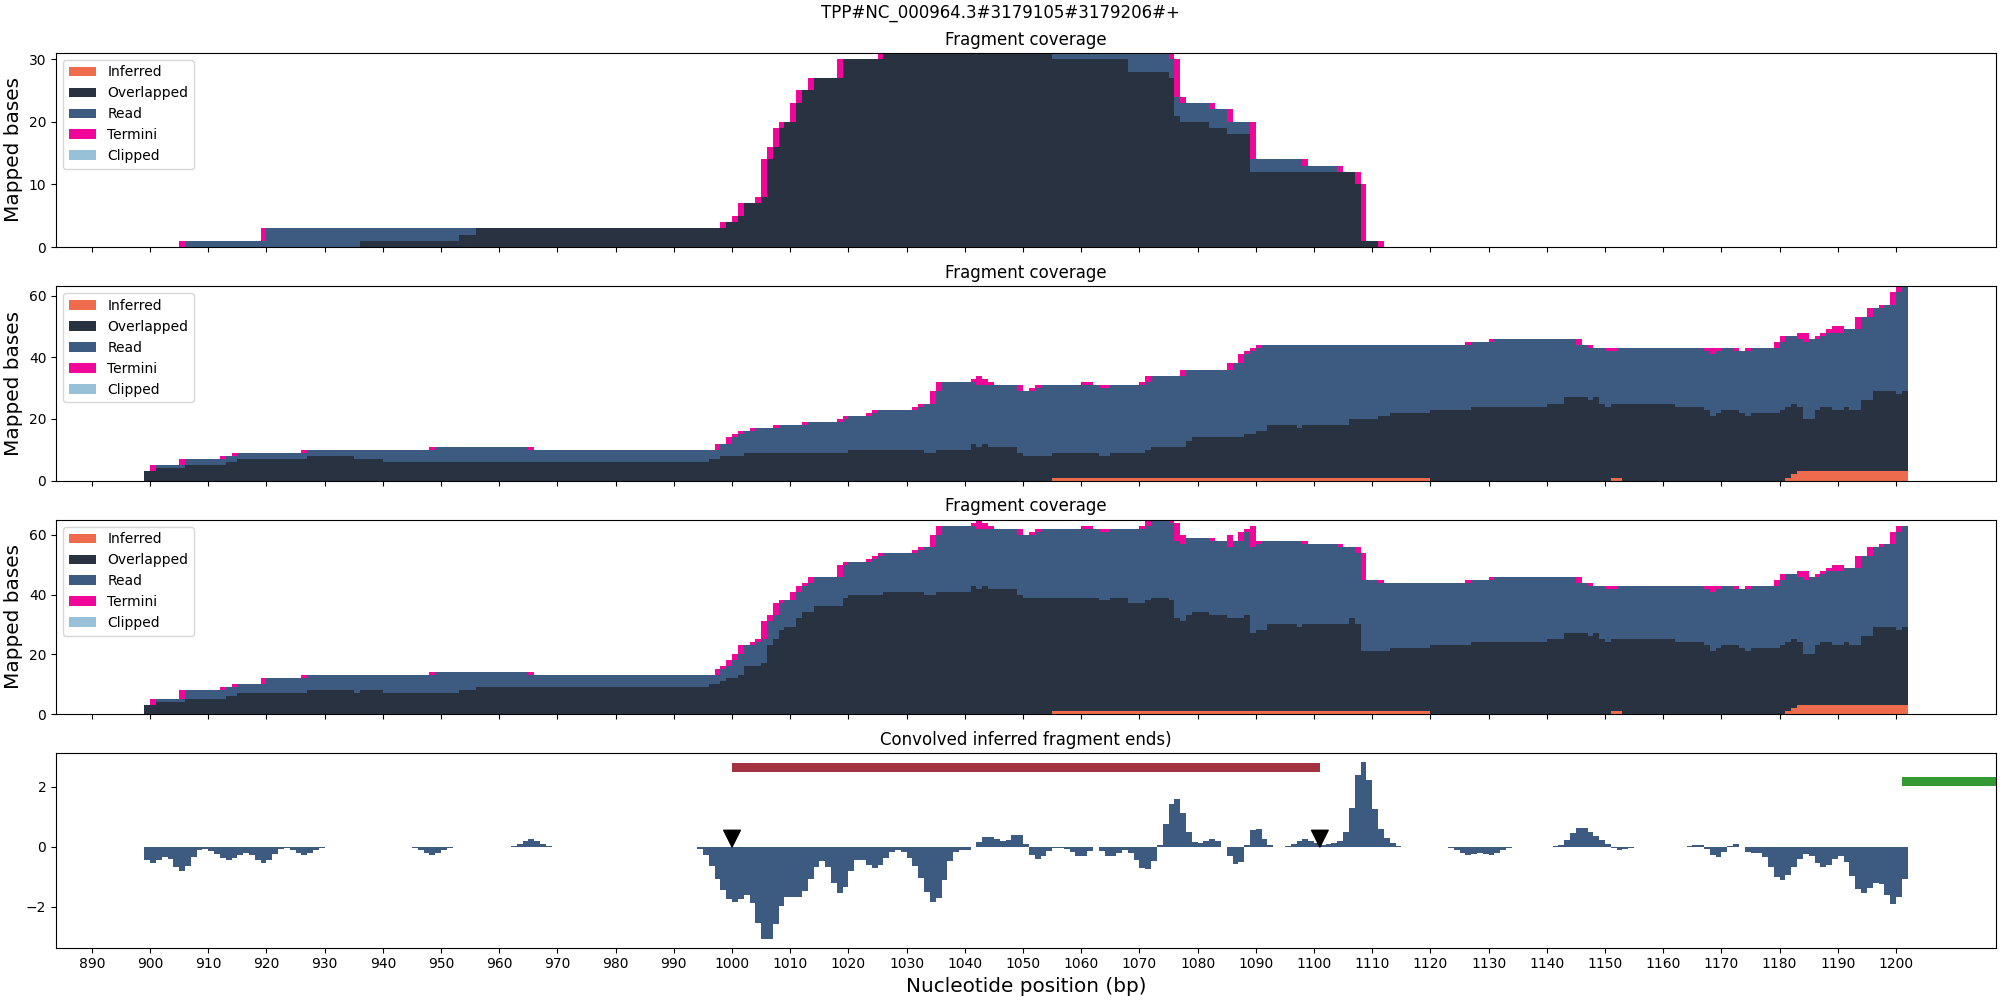 TPP#NC_000964.3#3179105#3179206#+
Fragment coverage
Mapped bases
30
20
10
0
Inferred
Overlapped
Read
Termini
Clipped
Fragment coverage
Mapped bases
60
40
20
0
Inferred
Overlapped
Read
Termini
Clipped
Fragment coverage
Mapped bases
60
40
20
0
Inferred
Overlapped
Read
Termini
Clipped
Convolved inferred fragment ends)
2
0
−2
890 900 910 920 930 940 950 960 970 980 990 1000 1010 1020 1030 1040 1050 1060 1070 1080 1090 1100 1110 1120 1130 1140 1150 1160 1170 1180 1190 1200
Nucleotide position (bp)